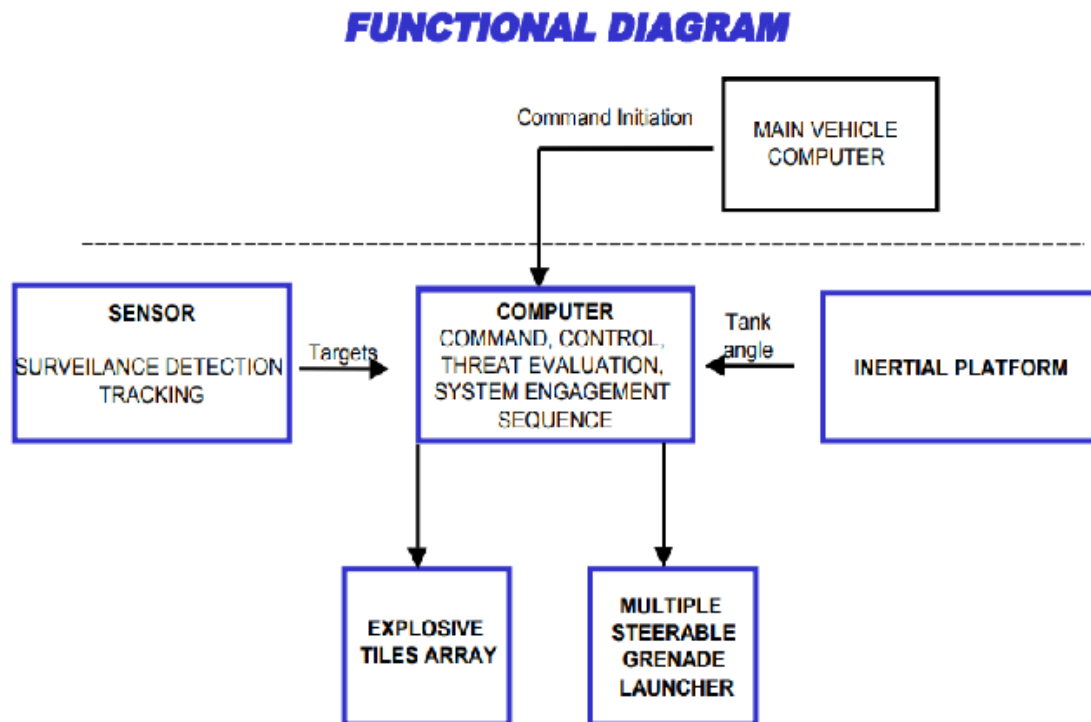 FUNCTIONAL DIAGRAM
Command Initiation
MAIN VEHICLE
COMPUTER
SENSOR
SURVEILANCE DETECTION
TRACKING
Targets
COMPUTER
COMMAND, CONTROL,
THREAT EVALUATION,
SYSTEM ENGAGEMENT
SEQUENCE
Tank
angle
INERTIAL PLATFORM
EXPLOSIVE
TILES ARRAY
MULTIPLE
STEERABLE
GRENADE
LAUNCHER